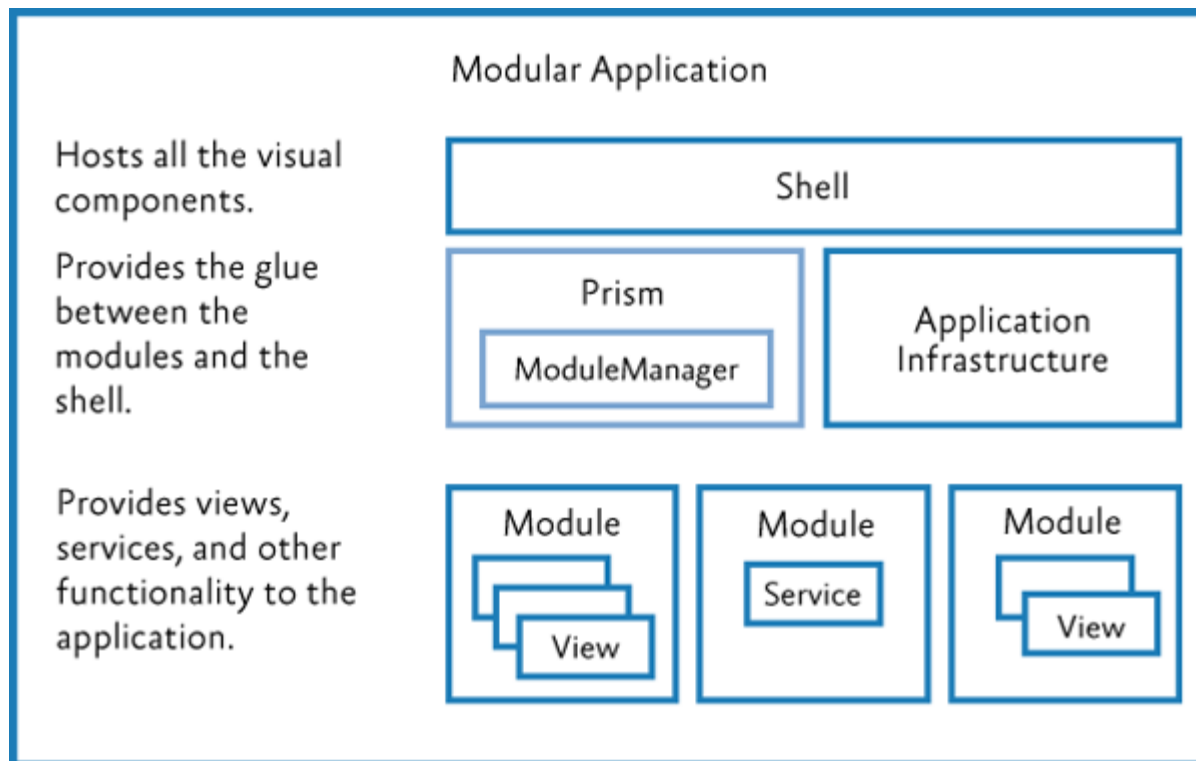 Modular Application
Hosts all the visual
components.
Shell
Provides the glue
between the
modules and the
shell.
Prism
ModuleManager
Application
Infrastructure
Provides views,
services, and other
functionality to the
application.
Module
View
Module
Service
Module
View